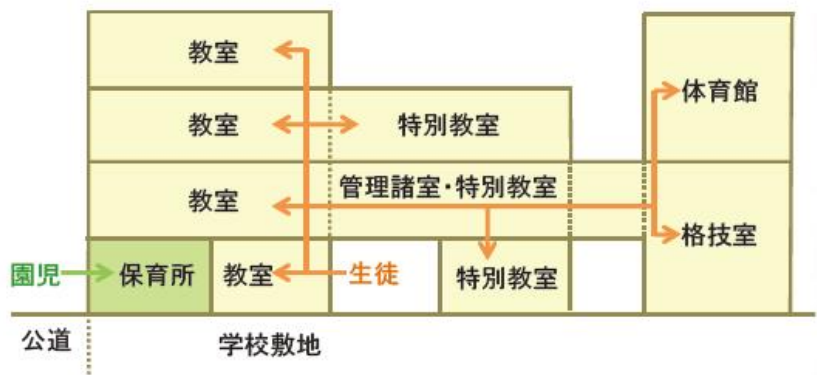 教室
体育館
教室
特別教室
教室
管理諸室・特別教室
格技室
園児
保育所
教室
生徒
特別教室
公道
学校敷地